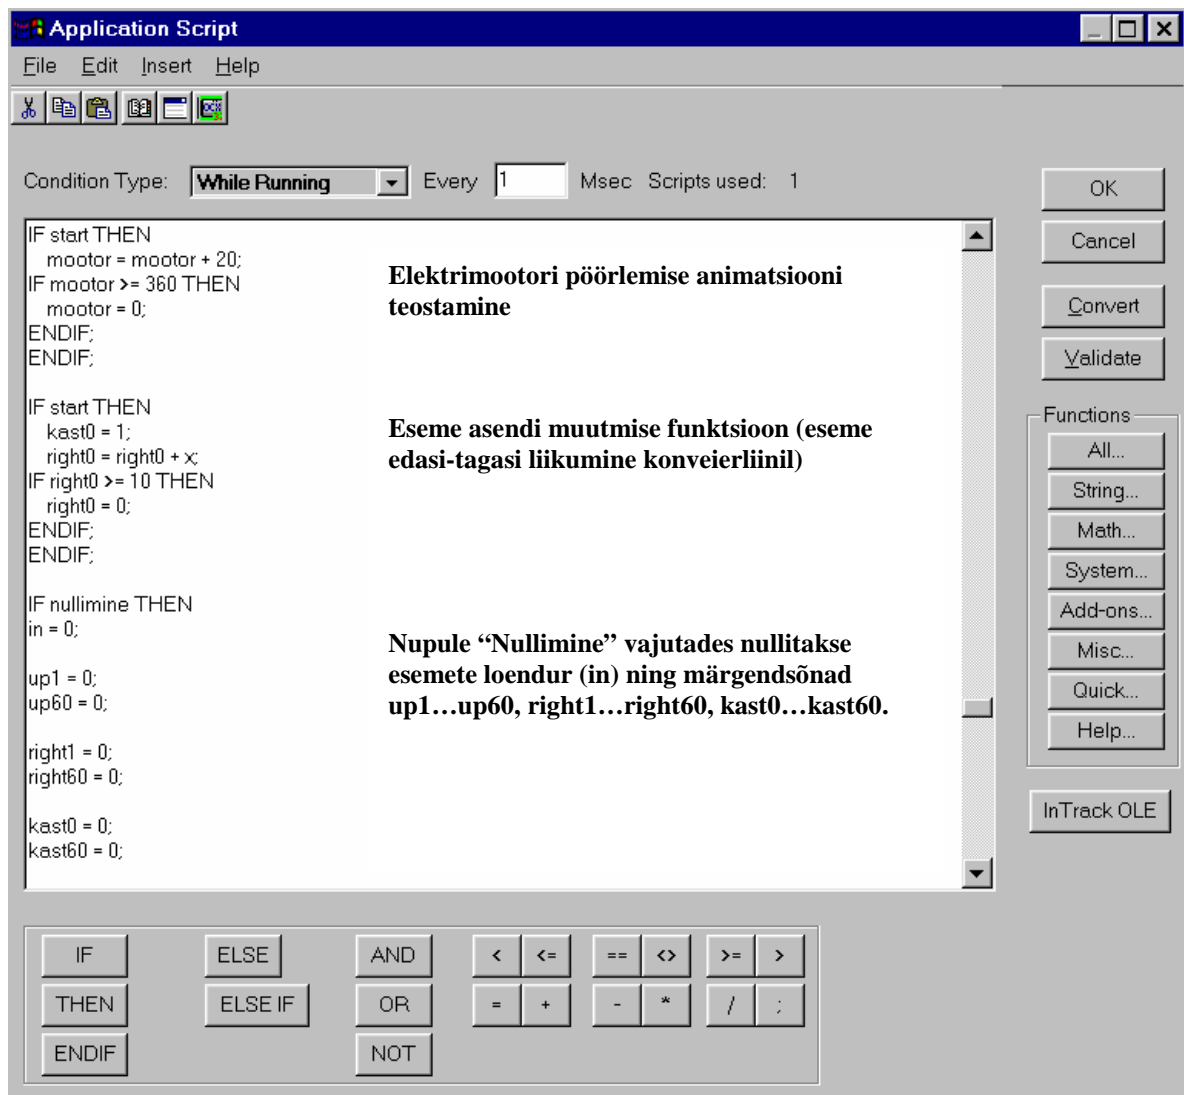 Application Script
File Edit Insert Help
Condition Type: While Running Every 1 Msec Scripts used: 1
IF start THEN
mootor = mootor + 20;
IF mootor >= 360 THEN
mootor = 0;
ENDIF;
ENDIF;
Elektrimootori pöörlemise animatsiooni
teostamine
IF start THEN
kast0 = 1;
right0 = right0 + x;
IF right0 >= 10 THEN
right0 = 0;
ENDIF;
ENDIF;
Eseme asendi muutmise funktsioon (eseme
edasi-tagasi liikumine konveierliinil)
IF nullimine THEN
in = 0;
up1 = 0;
up60 = 0;
right1 = 0;
right60 = 0;
kast0 = 0;
kast60 = 0;
Nupule “Nullimine” vajutades nullitakse
esemete loendur (in) ning märgendsõnad
up1…up60, right1…right60, kast0…kast60.
OK
Cancel
Convert
Validate
Functions
All...
String...
Math...
System...
Add-ons...
Misc...
Quick...
Help...
InTrack OLE
IF ELSE AND < <= == <> >= >
THEN ELSE IF OR = + - * / ;
ENDIF NOT